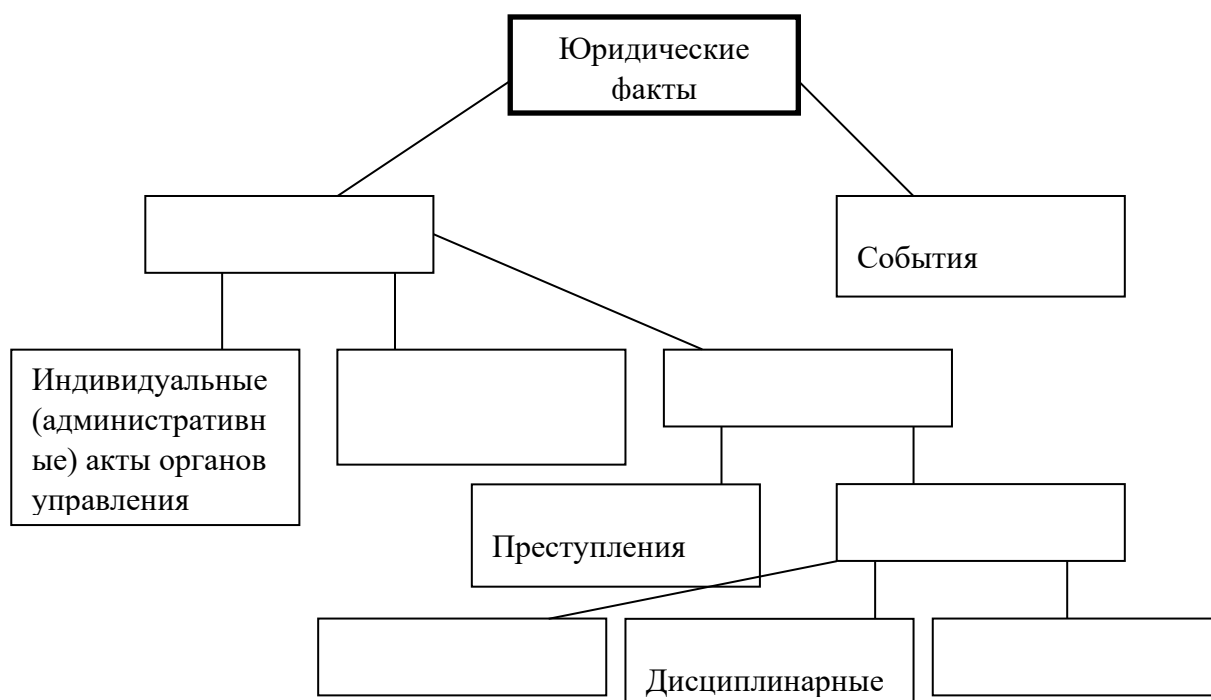 Юридические
факты
События
Индивидуальные
(административн
ые) акты органов
управления
Преступления
Дисциплинарные